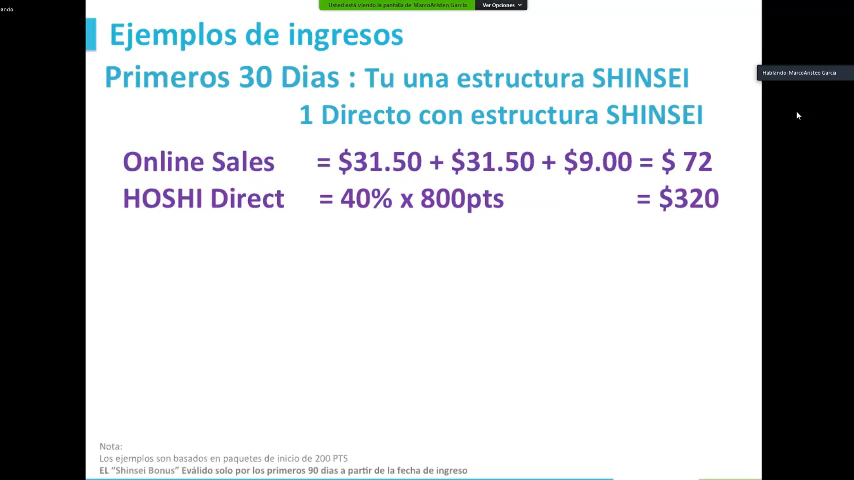 ando
Usted está viendo la pantalla de MarcoAristeo Garcia
Ver Opciones
Ejemplos de ingresos
Primeros 30 Dias : Tu una estructura SHINSEI
1 Directo con estructura SHINSEI
Hablando: MarcoAristeo Garcia
Online Sales = $31.50 + $31.50 + $9.00 = $ 72
HOSHI Direct = 40% x 800pts = $320
Nota:
Los ejemplos son basados en paquetes de inicio de 200 PTS
EL “Shinsei Bonus” Eválido solo por los primeros 90 dias a partir de la fecha de ingreso